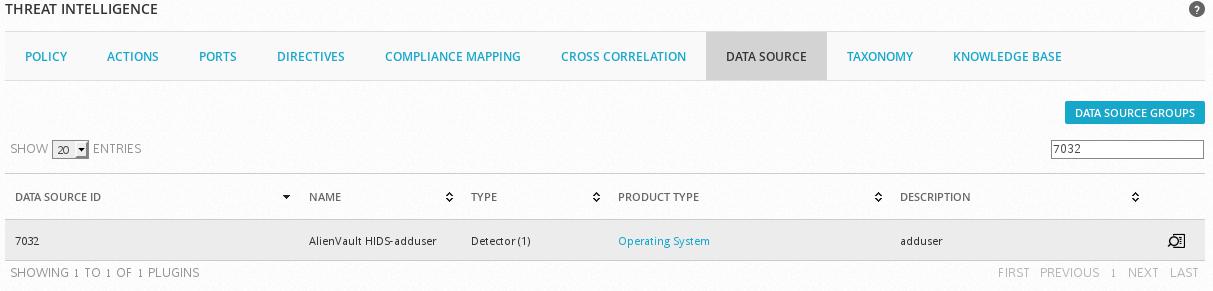 THREAT INTELLIGENCE ?
POLICY ACTIONS PORTS DIRECTIVES COMPLIANCE MAPPING CROSS CORRELATION DATA SOURCE TAXONOMY KNOWLEDGE BASE
DATA SOURCE GROUPS
SHOW 20 ENTRIES 7032
DATA SOURCE ID NAME TYPE PRODUCT TYPE DESCRIPTION
7032 AlienVault HIDS-adduser Detector (1) Operating System adduser
SHOWING 1 TO 1 OF 1 PLUGINS FIRST PREVIOUS 1 NEXT LAST